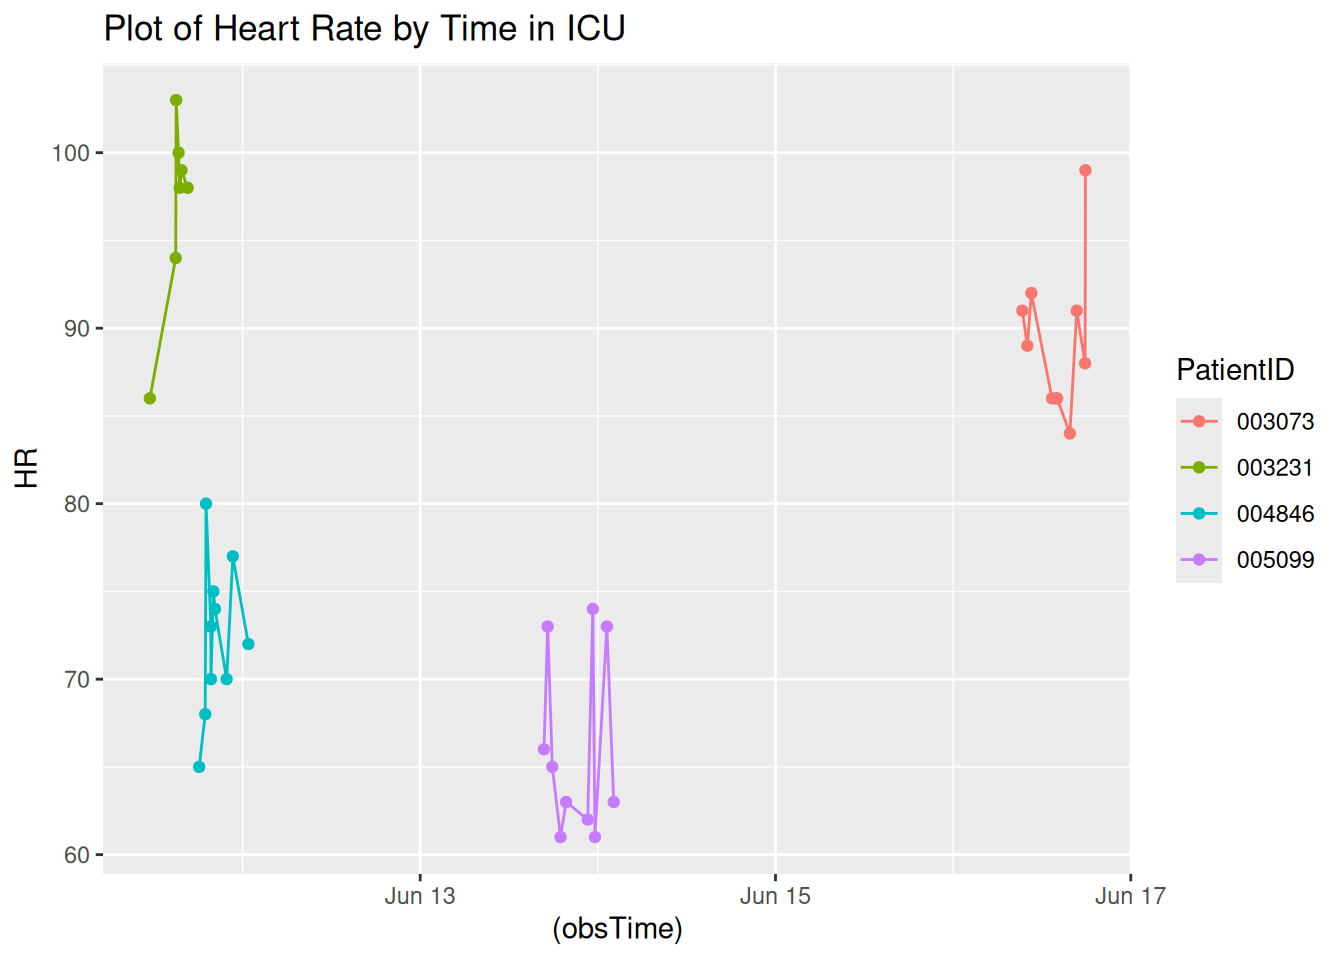 Plot of Heart Rate by Time in ICU
HR
100
90
80
70
60
Jun 13
Jun 15
Jun 17
(obsTime)
PatientID
003073
003231
004846
005099